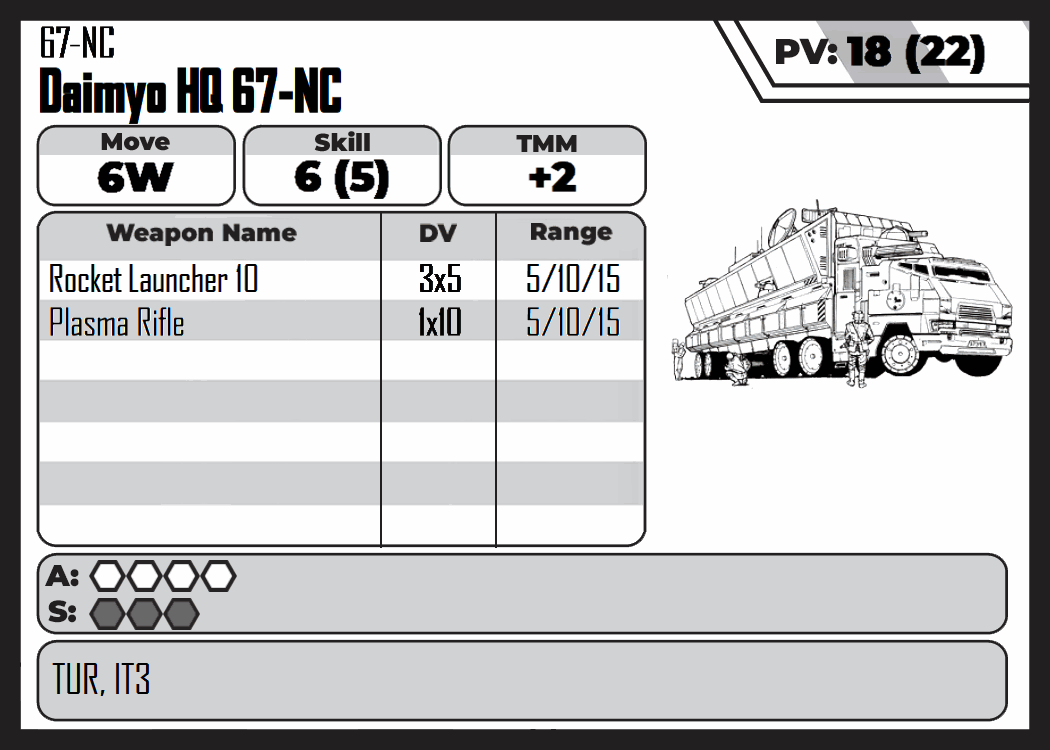 67-NC
Daimyo HQ 67-NC
PV: 18 (22)
Move Skill TMM
6W 6 (5) +2
Weapon Name DV Range
Rocket Launcher 10 3x5 5/10/15
Plasma Rifle 1x10 5/10/15
A:
S:
TUR, IT3